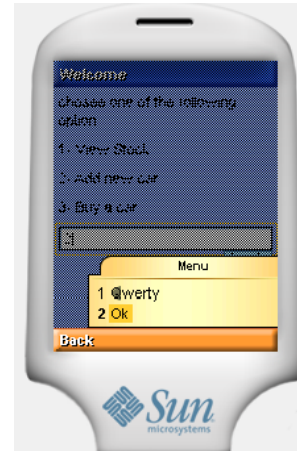 Welcome
choose one of the following
option
1- View Stock
2- Add new car
3- Buy a car
Menu
1 Qwerty
2 Ok
Back
Sun
microsystems